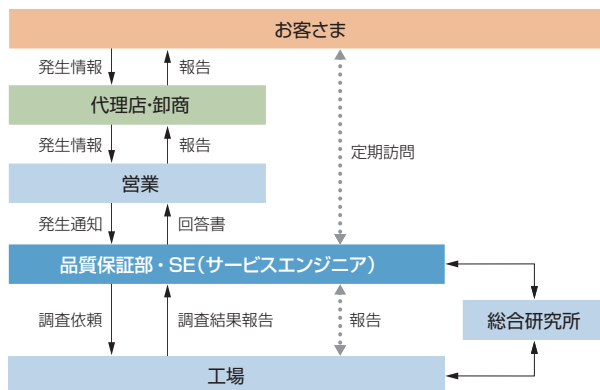 お客さま
発生情報
報告
代理店・卸商
発生情報
報告
定期訪問
営業
発生通知
回答書
品質保証部・SE(サービスエンジニア)
調査依頼
調査結果報告
報告
総合研究所
工場